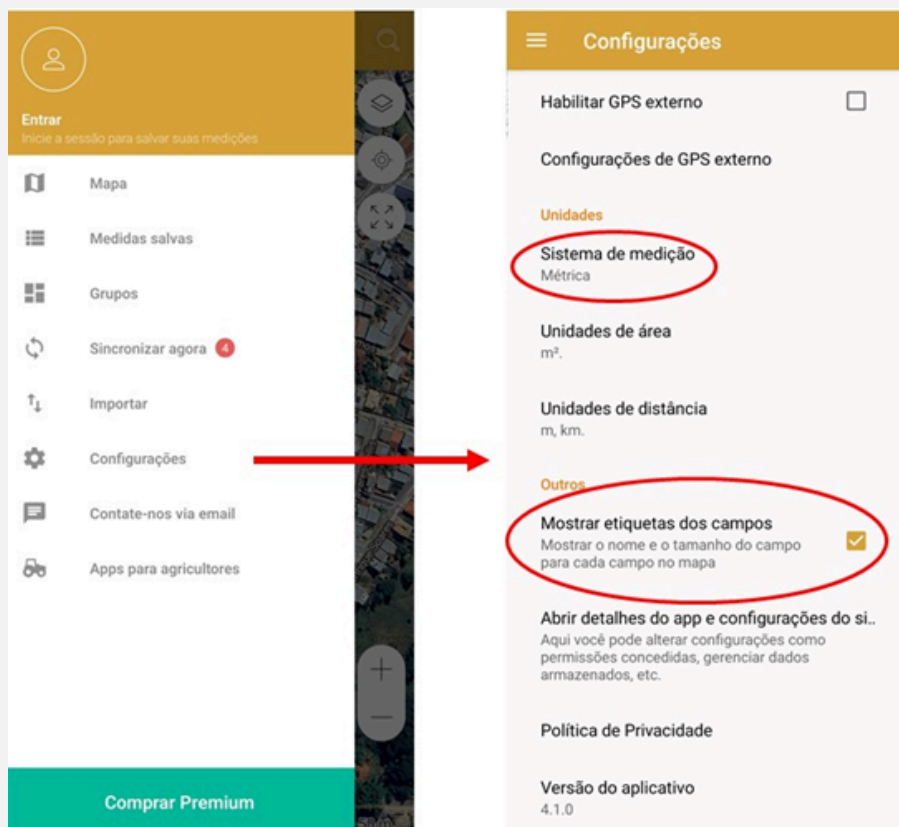 Entrar
Inicie a sessão para salvar suas medições
Mapa
Medidas salvas
Grupos
Sincronizar agora 4
Importar
Configurações
Contate-nos via email
Apps para agricultores
Comprar Premium
Configurações
Habilitar GPS externo
Configurações de GPS externo
Unidades
Sistema de medição
Métrica
Unidades de área
m².
Unidades de distância
m, km.
Outros
Mostrar etiquetas dos campos
Mostrar o nome e o tamanho do campo
para cada campo no mapa
Abrir detalhes do app e configurações do si..
Aqui você pode alterar configurações como
permissões concedidas, gerenciar dados
armazenados, etc.
Política de Privacidade
Versão do aplicativo
4.1.0